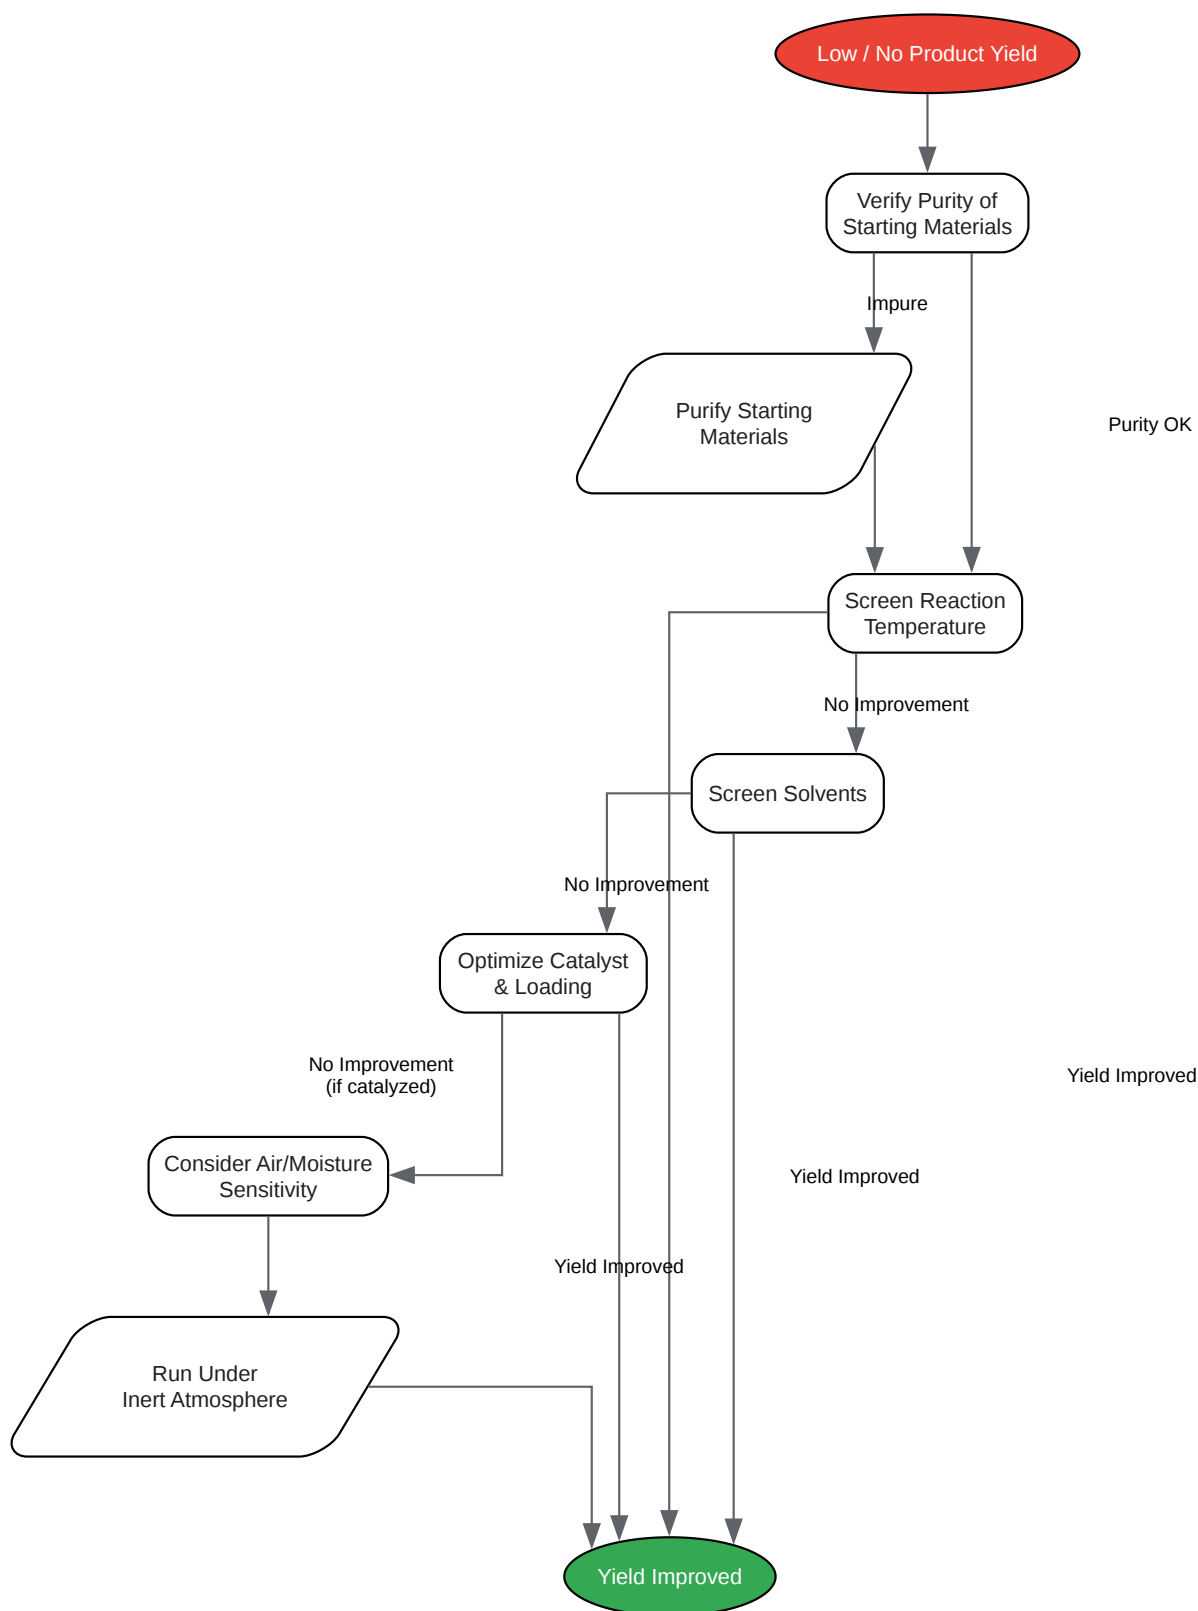 Low / No Product Yield
Verify Purity of
Starting Materials
Impure
Purify Starting
Materials
Purity OK
Screen Reaction
Temperature
No Improvement
Screen Solvents
No Improvement
Optimize Catalyst
& Loading
No Improvement
(if catalyzed)
Yield Improved
Consider Air/Moisture
Sensitivity
Yield Improved
Yield Improved
Run Under
Inert Atmosphere
Yield Improved